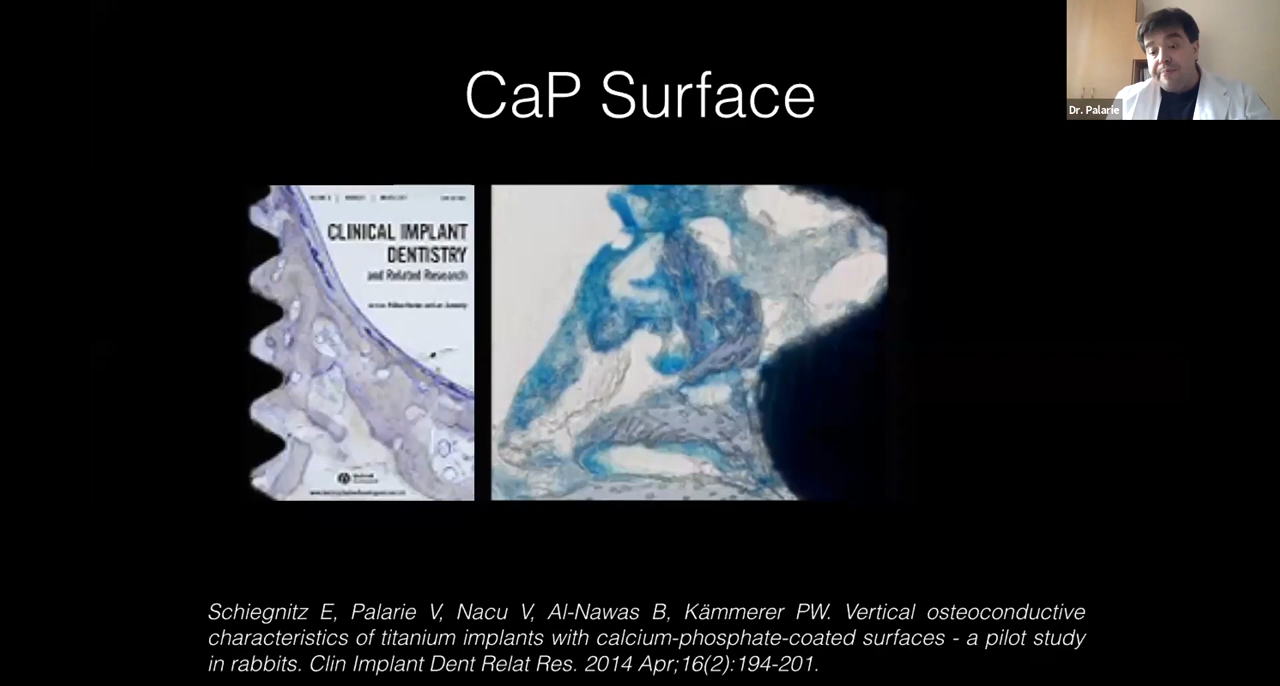 CaP Surface
Dr. Palarie
CLINICAL IMPLANT
DENTISTRY
and Related Research
Schiegnitz E, Palarie V, Nacu V, Al-Nawas B, Kämmerer PW. Vertical osteoconductive
characteristics of titanium implants with calcium-phosphate-coated surfaces - a pilot study
in rabbits. Clin Implant Dent Relat Res. 2014 Apr;16(2):194-201.